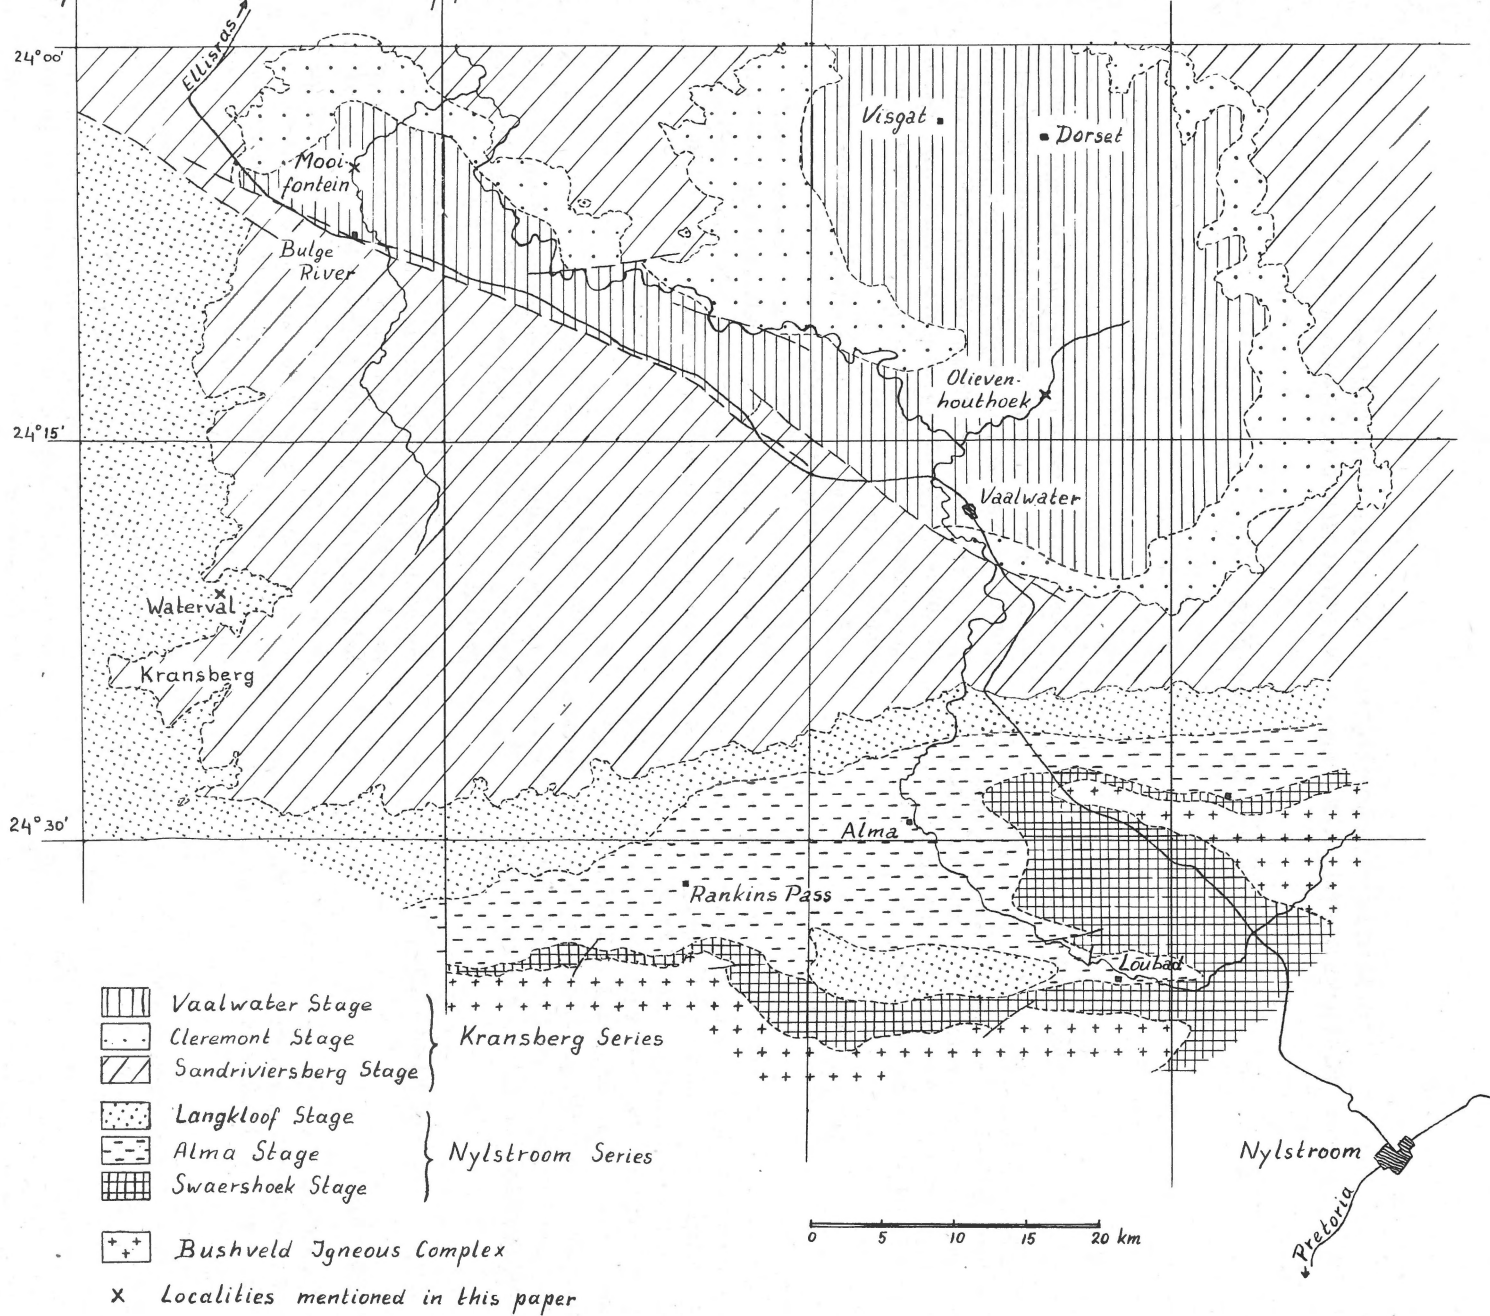 Ellisras
24°00'
Visgat
Dorset
Mooi
fontein
Bulge
River
Olieven-
houthoek
24°15'
Vaalwater
Waterval
Kransberg
24°30'
Alma
Rankins Pass
Loubad
Vaalwater Stage
Cleremont Stage
Sandriviersberg Stage
Kransberg Series
Langkloof Stage
Alma Stage
Swaershoek Stage
Nylstroom Series
Bushveld Igneous Complex
x Localities mentioned in this paper
0 5 10 15 20 km
Nylstroom
Pretoria